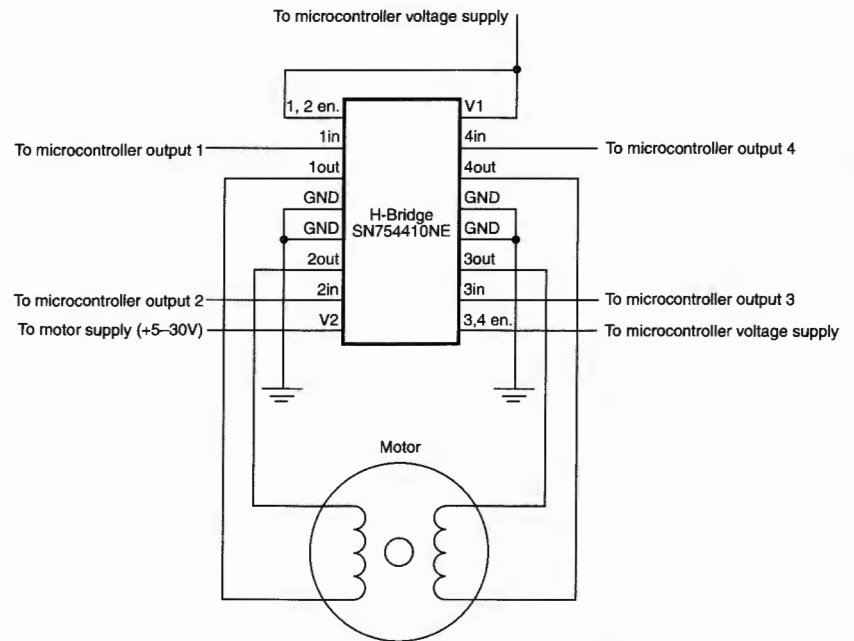 To microcontroller voltage supply
1, 2 en.
V1
1in
4in
To microcontroller output 1
To microcontroller output 4
1out
4out
GND
GND
H-Bridge
SN754410NE
GND
GND
2out
3out
2in
3in
To microcontroller output 2
To microcontroller output 3
V2
3,4 en.
To motor supply (+5–30V)
To microcontroller voltage supply
Motor